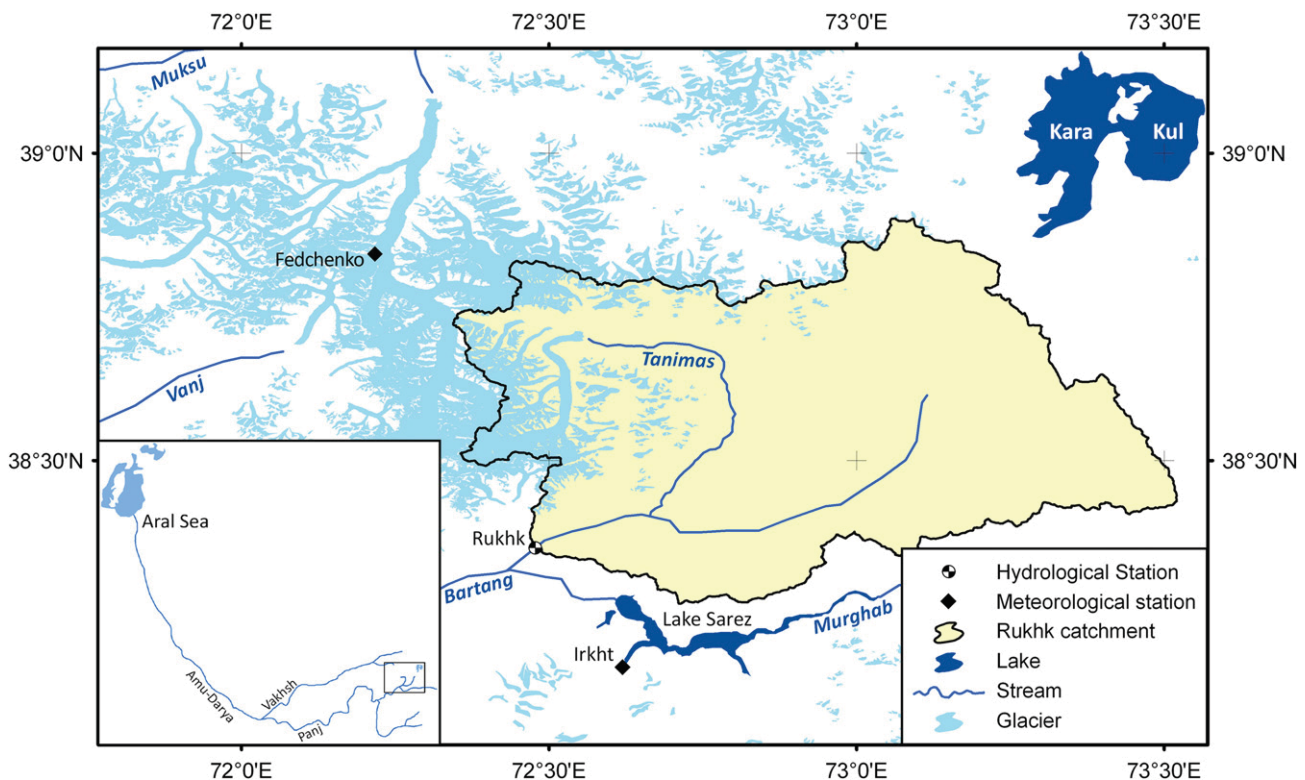 72°0'E
72°30'E
73°0'E
73°30'E
Muksu
39°0'N
Kara
Kul
39°0'N
Fedchenko
Tanimas
Vanj
38°30'N
38°30'N
Aral Sea
Rukhk
Bartang
Lake Sarez
Murghab
Irkht
Amu-Darya
Vakhsh
Panj
Hydrological Station
Meteorological station
Rukhk catchment
Lake
Stream
Glacier
72°0'E
72°30'E
73°0'E
73°30'E